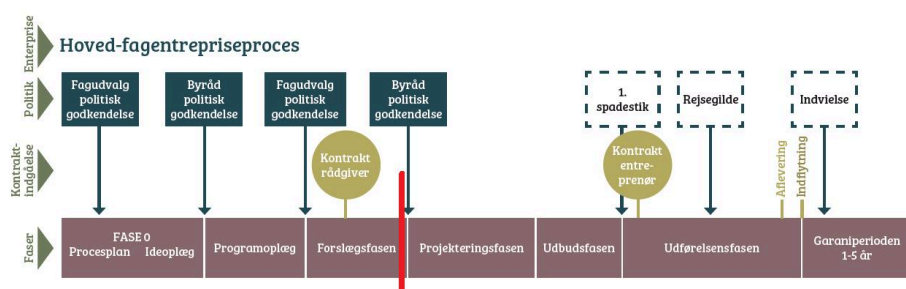 Enterprise
Hoved-fagentrepriseproces
Politik
Fagudvalg
politisk
godkendelse
Byråd
politisk
godkendelse
Fagudvalg
politisk
godkendelse
Byråd
politisk
godkendelse
1.
spadestik
Rejsegilde
Indvielse
Kontrakt-
indgåelse
Kontrakt
rådgiver
Kontrakt
entre-
prenør
Aflevering
Indflytning
Faser
FASE 0
Procesplan Ideoplæg
Programoplæg
Forslægsfasen
Projekteringsfasen
Udbudsfasen
Udførelsensfasen
Garaniperioden
1-5 år